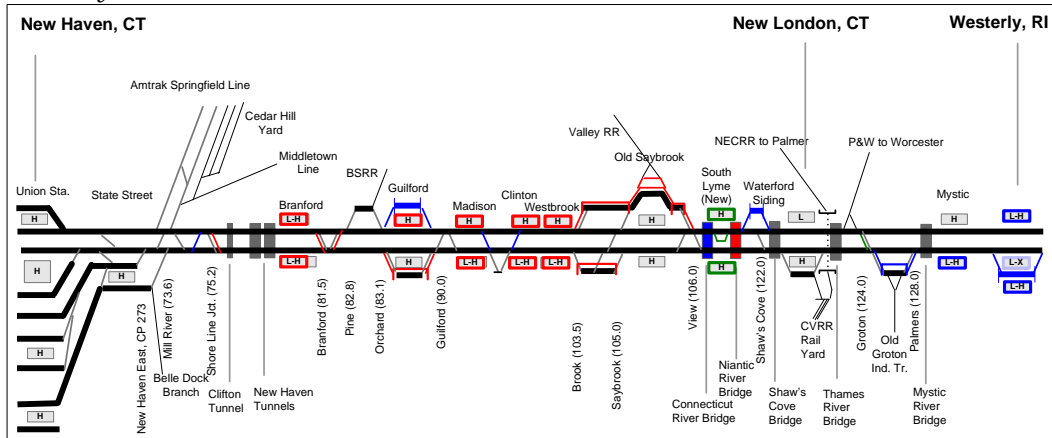 New Haven, CT
New London, CT
Westerly, RI
Amtrak Springfield Line
Cedar Hill
Yard
Middletown
Line
Valley RR
NECRR to Palmer
P&W to Worcester
Old Saybrook
BSRR
Union Sta.
State Street
Branford
Guilford
Madison
Clinton
Westbrook
South
Lyme
(New)
Waterford
Siding
Mystic
H
L-H
H
L-H
L-H
L-H
H
H
L
H
L-H
H
H
L-H
H
L-H
L-H
L-H
H
H
H
L-H
L-X
L-H
H
H
H
New Haven East, CP 273
Mill River (73.6)
Shore Line Jct. (75.2)
Branford (81.5)
Pine (82.8)
Orchard (83.1)
Guilford (90.0)
Brook (103.5)
Saybrook (105.0)
View (106.0)
Shaw's Cove (122.0)
Groton (124.0)
Palmers (128.0)
Belle Dock
Branch
Clifton
Tunnel
New Haven
Tunnels
Connecticut
River Bridge
Niantic
River
Bridge
Shaw's
Cove
Bridge
CVRR
Rail
Yard
Thames
River
Bridge
Old
Groton
Ind. Tr.
Mystic
River
Bridge